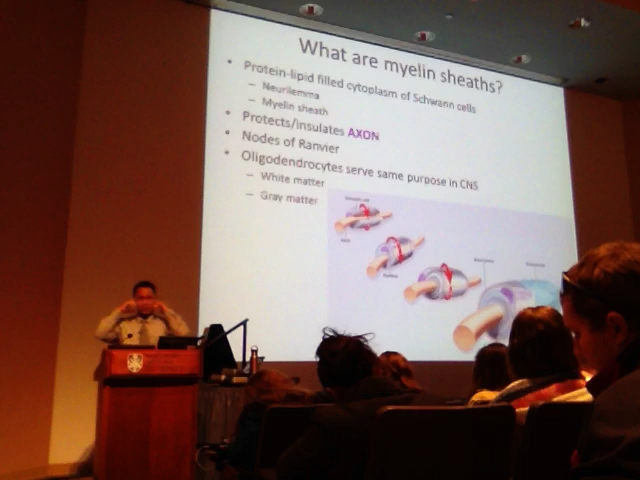 What are myelin sheaths?
• Protein-lipid filled cytoplasm of Schwann cells
– Neurilemma
– Myelin sheath
• Protects/insulates AXON
• Nodes of Ranvier
• Oligodendrocytes serve same purpose in CNS
– White matter
– Gray matter